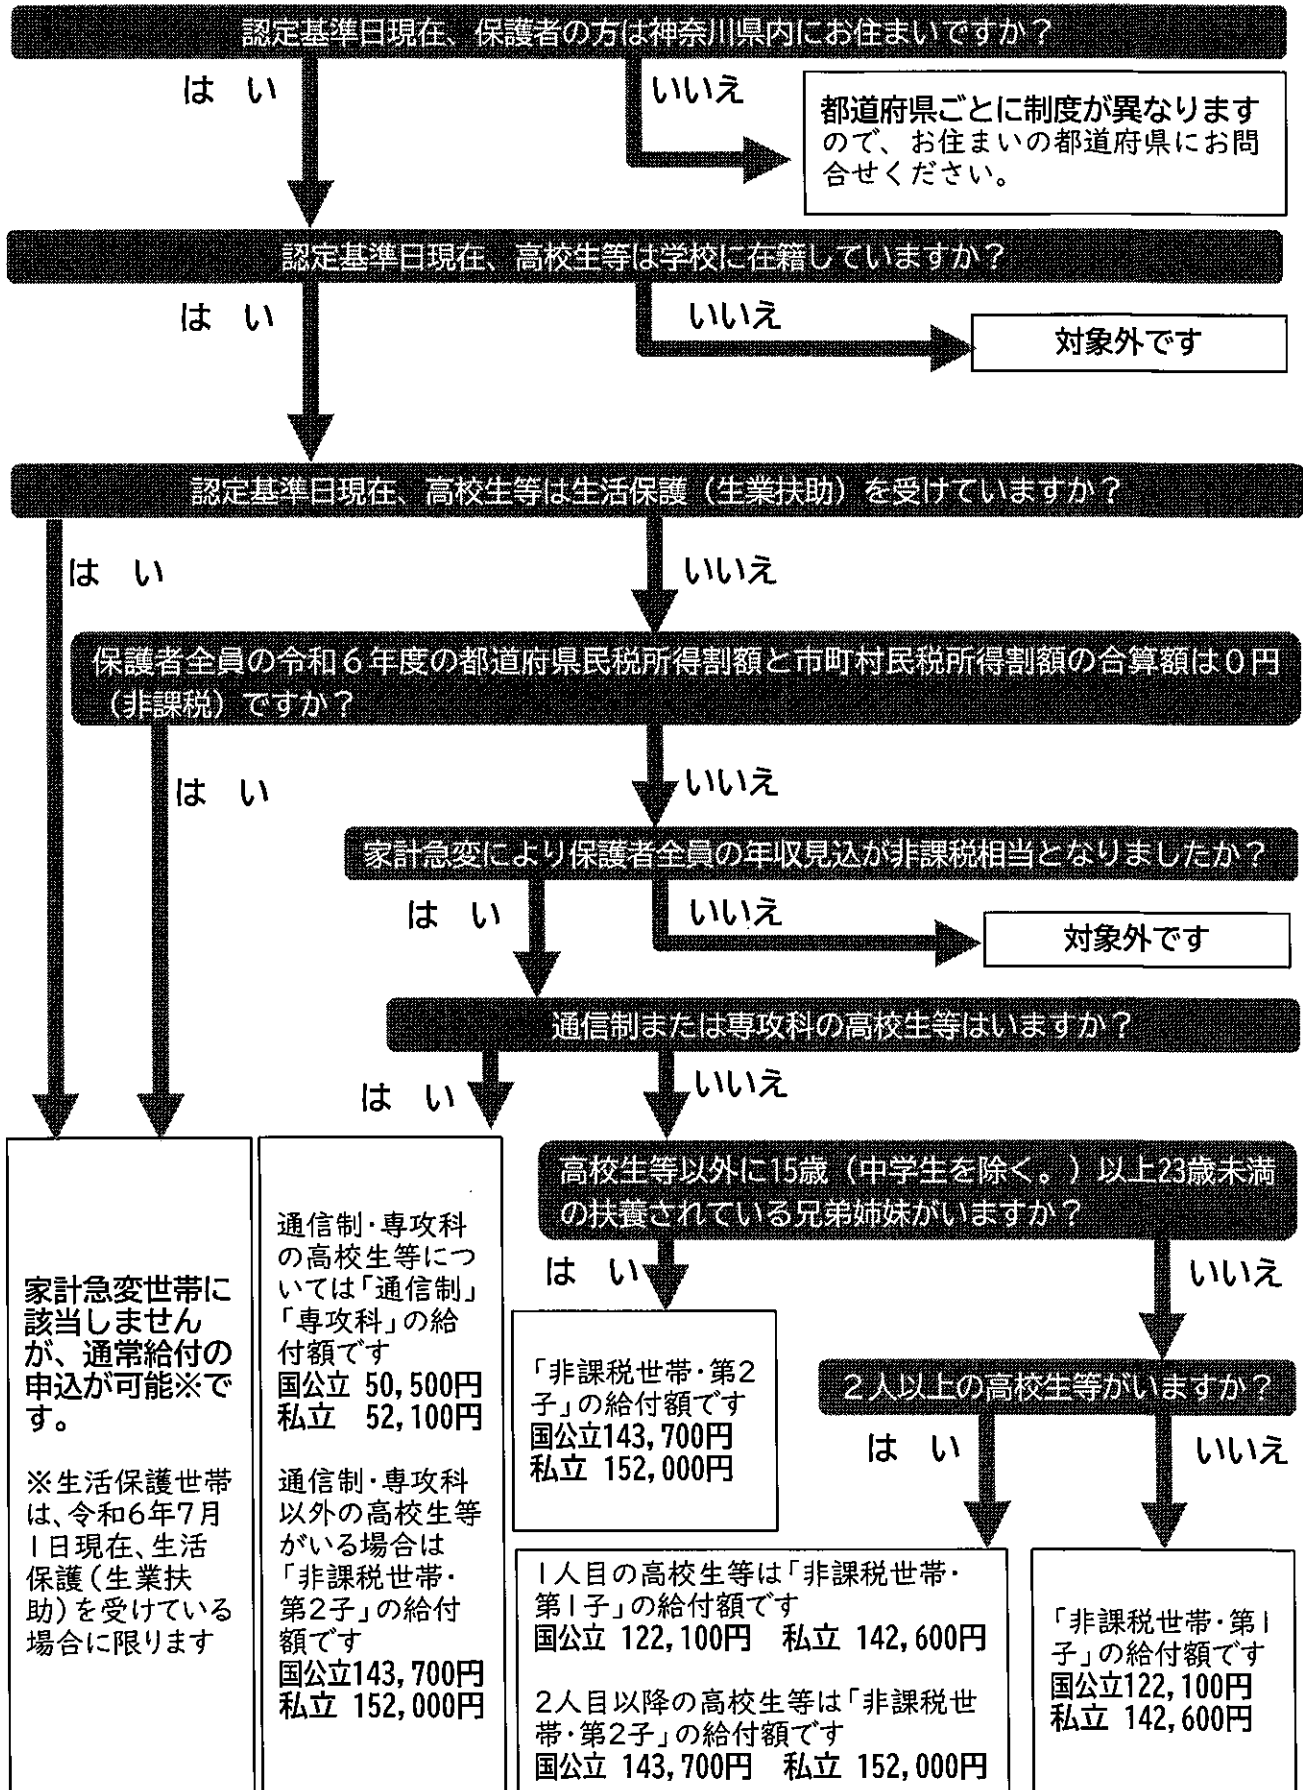 認定基準日現在、保護者の方は神奈川県内にお住まいですか？
は い
いいえ
都道府県ごとに制度が異なります
ので、お住まいの都道府県にお問
合せください。
認定基準日現在、高校生等は学校に在籍していますか？
は い
いいえ
対象外です
認定基準日現在、高校生等は生活保護（生業扶助）を受けていますか？
は い
いいえ
保護者全員の令和６年度の都道府県民税所得割額と市町村民税所得割額の合算額は０円
（非課税）ですか？
は い
いいえ
家計急変により保護者全員の年収見込が非課税相当となりましたか？
は い
いいえ
対象外です
通信制または専攻科の高校生等はいますか？
は い
いいえ
家計急変世帯に
該当しません
が、通常給付の
申込が可能※で
す。
※生活保護世帯
は、令和6年7月
1日現在、生活
保護（生業扶
助）を受けている
場合に限ります
通信制・専攻科
の高校生等につ
いては「通信制」
「専攻科」の給
付額です
国公立 50,500円
私立 52,100円
通信制・専攻科
以外の高校生等
がいる場合は
「非課税世帯・
第2子」の給付
額です
国公立143,700円
私立 152,000円
高校生等以外に15歳（中学生を除く。）以上23歳未満
の扶養されている兄弟姉妹がいますか？
は い
いいえ
「非課税世帯・第2
子」の給付額です
国公立143,700円
私立 152,000円
２人以上の高校生等がいますか？
は い
いいえ
1人目の高校生等は「非課税世帯・
第1子」の給付額です
国公立 122,100円 私立 142,600円
2人目以降の高校生等は「非課税世
帯・第2子」の給付額です
国公立 143,700円 私立 152,000円
「非課税世帯・第1
子」の給付額です
国公立122,100円
私立 142,600円